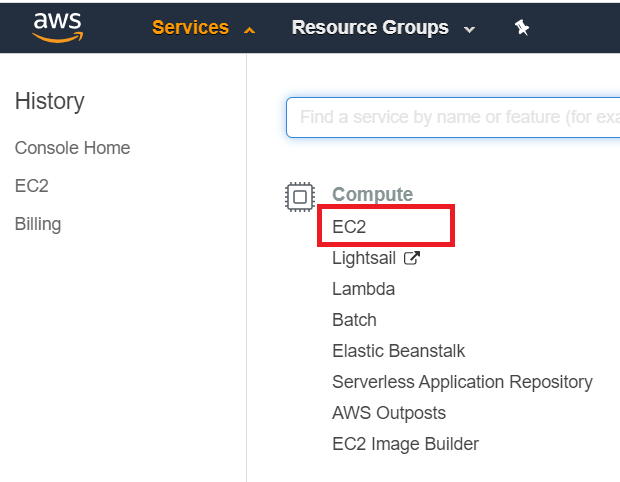 aws
Services
Resource Groups
History
Console Home
EC2
Billing
Find a service by name or feature (for exa
Compute
EC2
Lightsail
Lambda
Batch
Elastic Beanstalk
Serverless Application Repository
AWS Outposts
EC2 Image Builder